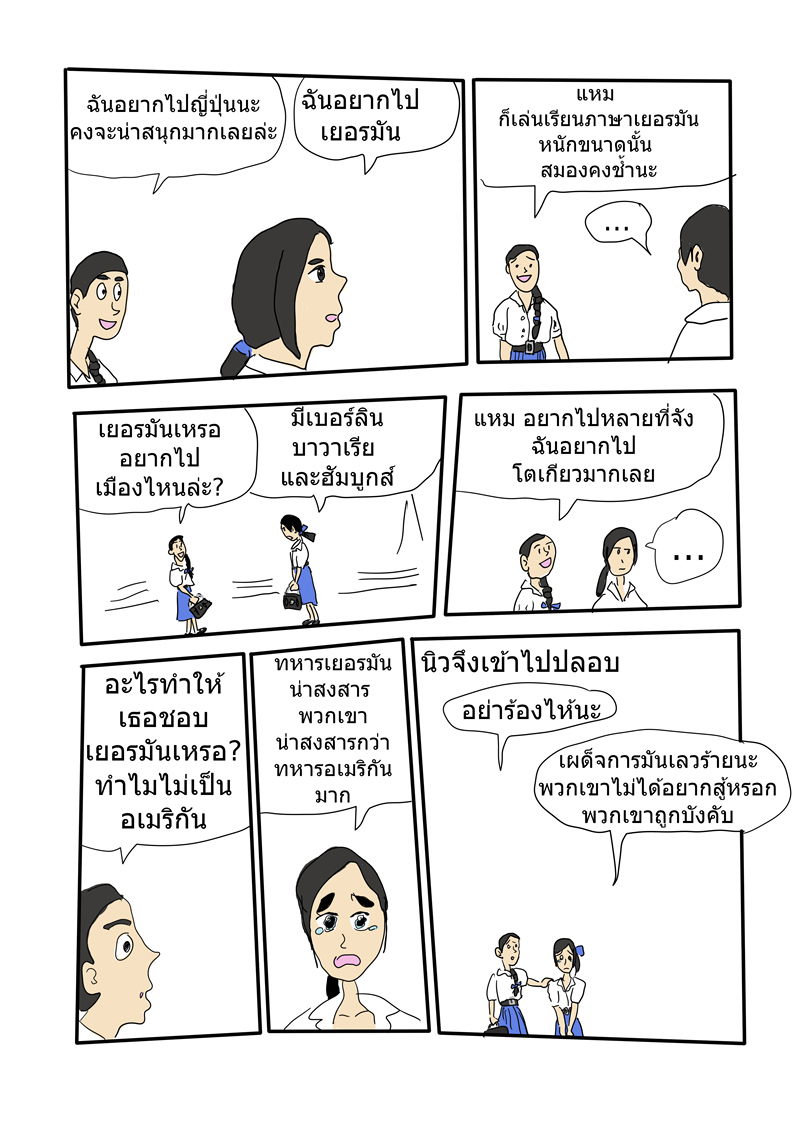 ฉันอยากไปญี่ปุ่นนะ
คงจะน่าสนุกมากเลยล่ะ
ฉันอยากไป
เยอรมัน
แหม
ก็เล่นเรียนภาษาเยอรมัน
หนักขนาดนั้น
สมองคงช้ำนะ
...
เยอรมันเหรอ
อยากไป
เมืองไหนล่ะ?
มีเบอร์ลิน
บาวาเรีย
และฮัมบูกส์
แหม อยากไปหลายที่จัง
ฉันอยากไป
โตเกียวมากเลย
...
อะไรทำให้
เธอชอบ
เยอรมันเหรอ?
ทำไมไม่เป็น
อเมริกัน
ทหารเยอรมัน
น่าสงสาร
พวกเขา
น่าสงสารกว่า
ทหารอเมริกัน
มาก
นิวจึงเข้าไปปลอบ
อย่าร้องไห้นะ
เผด็จการมันเลวร้ายนะ
พวกเขาไม่ได้อยากสู้หรอก
พวกเขาถูกบังคับ